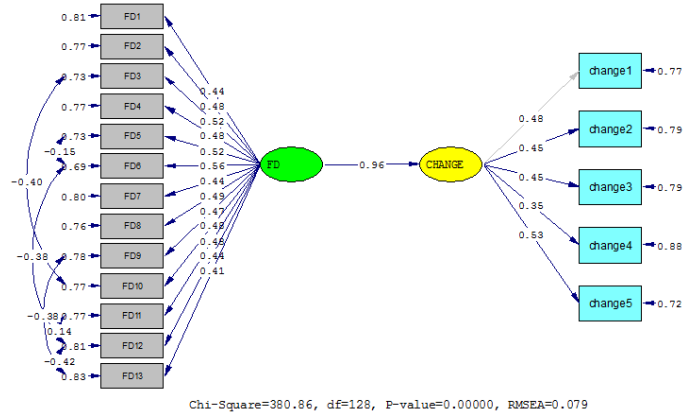 0.81 FD1
0.77 FD2
0.73 FD3
0.77 FD4
0.73 FD5
0.69 FD6
0.80 FD7
0.76 FD8
0.78 FD9
0.77 FD10
0.77 FD11
0.81 FD12
0.83 FD13
-0.15
-0.40
-0.38
-0.38
0.14
-0.42
0.44
0.48
0.52
0.48
0.52
0.56
0.44
0.49
0.47
0.48
0.48
0.44
0.41
FD 0.96 CHANGE
0.48
0.45
0.45
0.35
0.53
change1 0.77
change2 0.79
change3 0.79
change4 0.88
change5 0.72
Chi-Square=380.86, df=128, P-value=0.00000, RMSEA=0.079